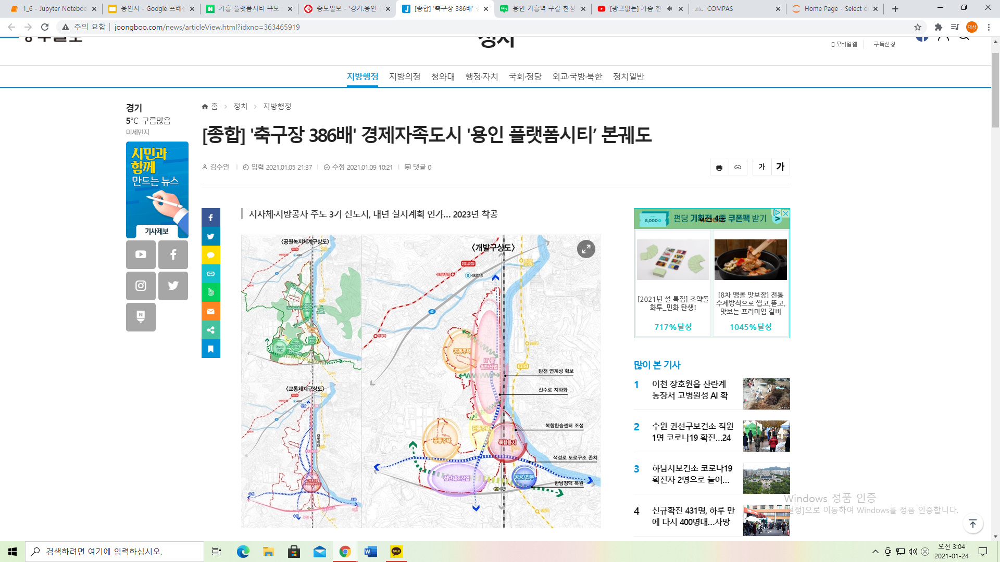 1_6 - Jupyter Noteboo
용인시 - Google 프레젠
기흥 플랫폼시티 규모
중도일보 - '경기.용인
[종합] '축구장 386배' 경
용인 기흥역 구갈 한성
[광고없는] 가슴 한
COMPAS
Home Page - Select o
주의 요함
joongboo.com/news/articleView.html?idxno=363465919
재상
정치
모바일웹
구독신청
지방행정 지방의정 청와대 행정·자치 국회·정당 외교·국방·북한 정치일반
경기
5℃ 구름많음
미세먼지
시민과
함께
만드는 뉴스
기사제보
홈 > 정치 > 지방행정
[종합] '축구장 386배' 경제자족도시 '용인 플랫폼시티’ 본궤도
김수언 입력 2021.01.05 21:37 수정 2021.01.09 10:21 댓글 0
가 가
지자체·지방공사 주도 3기 신도시, 내년 실시계획 인가... 2023년 착공
<공원녹지체계구상도>
<교통체계구상도>
<개발구상도>
43
공동주택
IT 등
첨단산업
탄천 연계성 확보
신수로 지하화
복합환승센터 조성
단독주택
공동주택
복합용지
석성로 도로구조 존치
첨단제조산업
공공/업무
한남정맥 복원
8,000
펀딩 기획전 4종 쿠폰팩 받기
[2021년 설 특집] 조약돌
화투_민화 탄생!
717%달성
[8차 앵콜 맛보장] 전통
수제방식으로 씹고,뜯고,
맛보는 프리미엄 갈비
1045%달성
많이 본 기사
1 이천 장호원읍 산란계
농장서 고병원성 AI 확
2 수원 권선구보건소 직원
1명 코로나19 확진…24
3 하남시보건소 코로나19
확진자 2명으로 늘어…
4 신규확진 431명, 하루 만
에 다시 400명대…사망
Windows 정품 인증
설정]으로 이동하여 Windows를 정품 인증합니다.
검색하려면 여기에 입력하십시오.
TALK
오전 3:04
2021-01-24